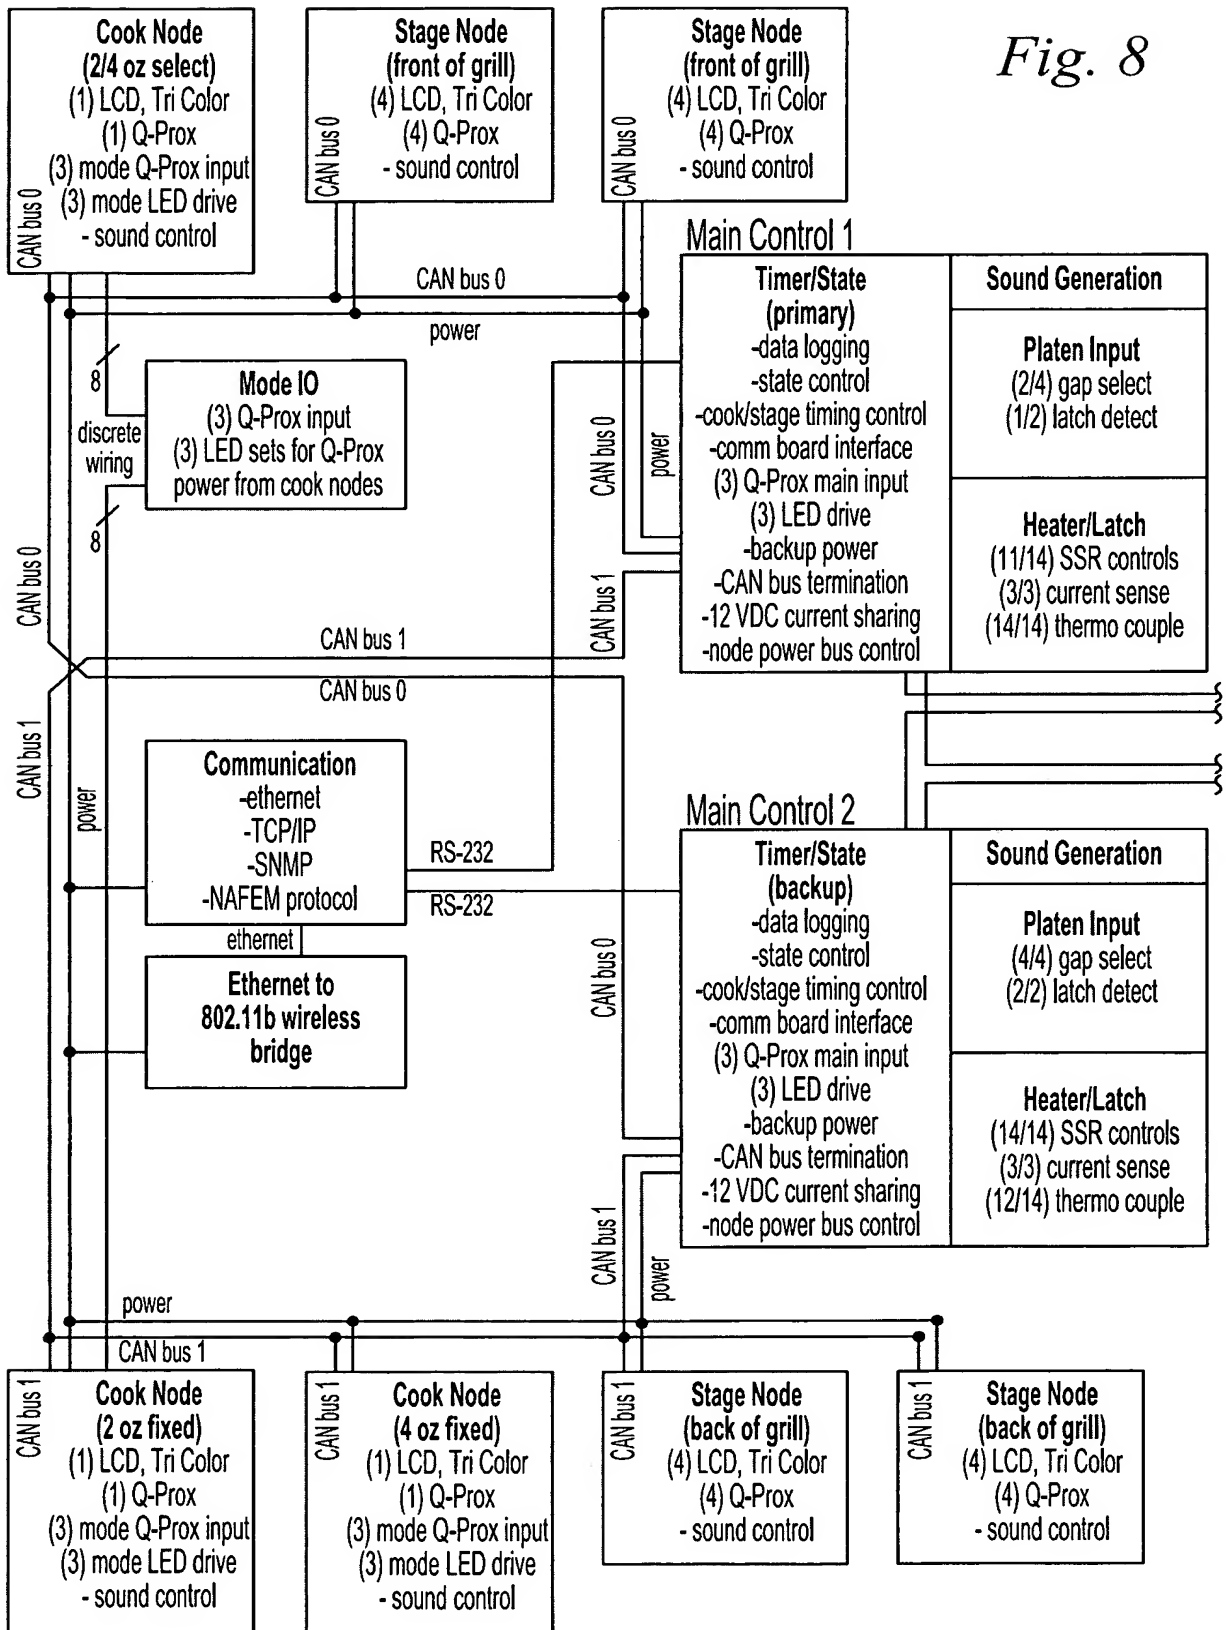 Fig. 8
Cook Node
(2/4 oz select)
(1) LCD, Tri Color
(1) Q-Prox
(3) mode Q-Prox input
(3) mode LED drive
- sound control
CAN bus 0
Stage Node
(front of grill)
(4) LCD, Tri Color
(4) Q-Prox
- sound control
CAN bus 0
Stage Node
(front of grill)
(4) LCD, Tri Color
(4) Q-Prox
- sound control
CAN bus 0
CAN bus 0
power
8
discrete
wiring
8
Mode IO
(3) Q-Prox input
(3) LED sets for Q-Prox
power from cook nodes
Main Control 1
Timer/State
(primary)
-data logging
-state control
-cook/stage timing control
-comm board interface
(3) Q-Prox main input
(3) LED drive
-backup power
-CAN bus termination
-12 VDC current sharing
-node power bus control
Sound Generation
Platen Input
(2/4) gap select
(1/2) latch detect
Heater/Latch
(11/14) SSR controls
(3/3) current sense
(14/14) thermo couple
CAN bus 0
power
CAN bus 1
CAN bus 0
CAN bus 1
CAN bus 0
CAN bus 1
power
Communication
-ethernet
-TCP/IP
-SNMP
-NAFEM protocol
RS-232
RS-232
ethernet
Ethernet to
802.11b wireless
bridge
Main Control 2
Timer/State
(backup)
-data logging
-state control
-cook/stage timing control
-comm board interface
(3) Q-Prox main input
(3) LED drive
-backup power
-CAN bus termination
-12 VDC current sharing
-node power bus control
Sound Generation
Platen Input
(4/4) gap select
(2/2) latch detect
Heater/Latch
(14/14) SSR controls
(3/3) current sense
(12/14) thermo couple
CAN bus 0
CAN bus 1
power
power
CAN bus 1
CAN bus 1
Cook Node
(2 oz fixed)
(1) LCD, Tri Color
(1) Q-Prox
(3) mode Q-Prox input
(3) mode LED drive
- sound control
CAN bus 1
Cook Node
(4 oz fixed)
(1) LCD, Tri Color
(1) Q-Prox
(3) mode Q-Prox input
(3) mode LED drive
- sound control
CAN bus 1
Stage Node
(back of grill)
(4) LCD, Tri Color
(4) Q-Prox
- sound control
CAN bus 1
Stage Node
(back of grill)
(4) LCD, Tri Color
(4) Q-Prox
- sound control